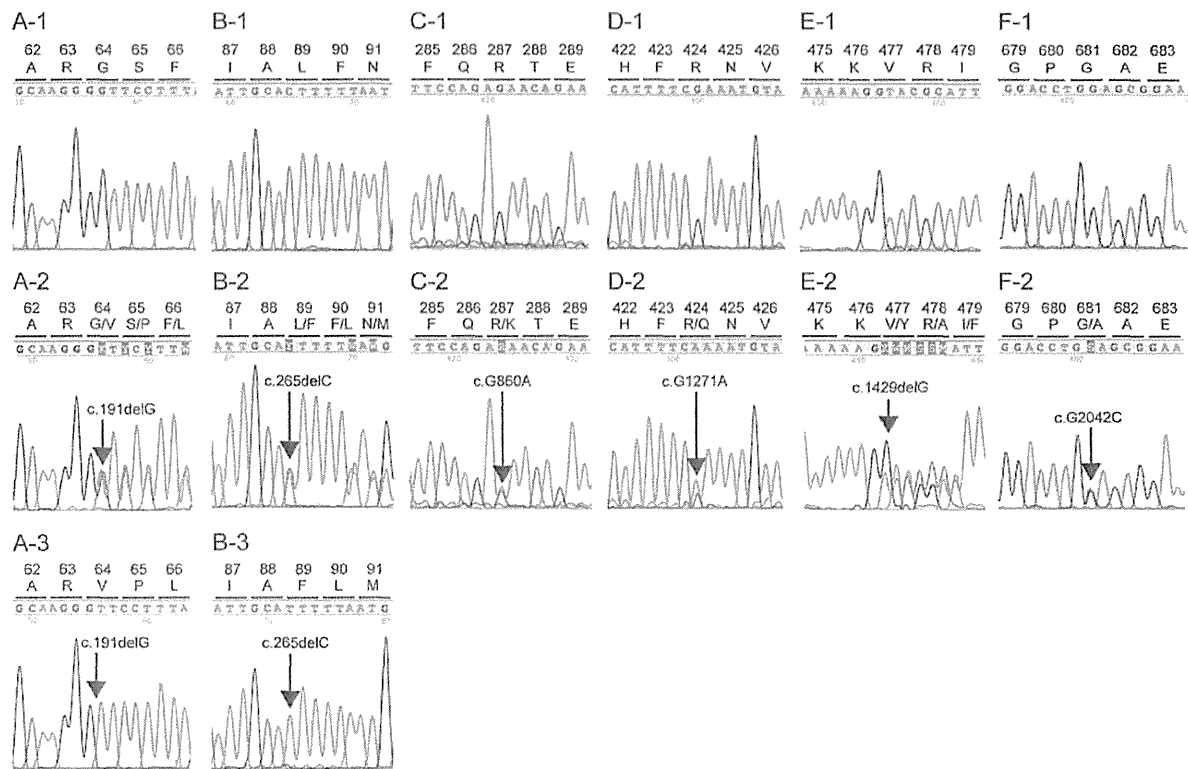 A-1 B-1 C-1 D-1 E-1 F-1
62 63 64 65 66 87 88 89 90 91 285 286 287 288 289 422 423 424 425 426 475 476 477 478 479 679 680 681 682 683
A R G S F I A L F N F Q R T E H F R N V K K V R I G P G A E
GCAAGGGGTTCCTTT ATTGCACTTTTTAAT TTCCAGAGAACAGAA CATTTTCGAAATGTA AAAAAGGTACGCATT GGACCTGGAGCGGAA
A-2 B-2 C-2 D-2 E-2 F-2
62 63 64 65 66 87 88 89 90 91 285 286 287 288 289 422 423 424 425 426 475 476 477 478 479 679 680 681 682 683
A R G/V S/P F/L I A L/F F/L N/M F Q R/K T E H F R/Q N V K K V/Y R/A I/F G P G/A A E
c.191delG c.265delC c.G860A c.G1271A c.1429delG c.G2042C
A-3 B-3
62 63 64 65 66 87 88 89 90 91
A R V P L I A F L M
GCAAGGGTTCCTTTA ATTGCATTTTTAATG
c.191delG c.265delC